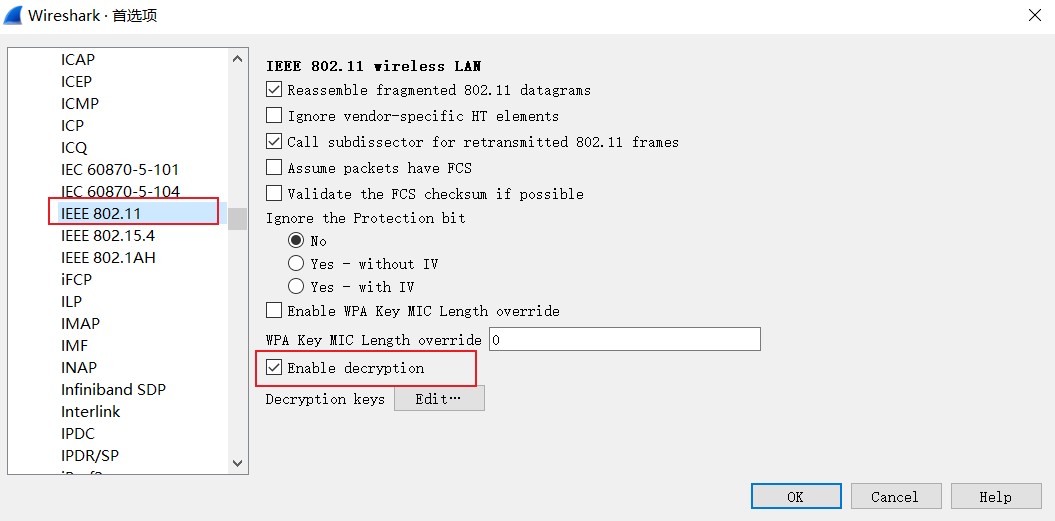 Wireshark · 首选项
ICAP
ICEP
ICMP
ICP
ICQ
IEC 60870-5-101
IEC 60870-5-104
IEEE 802.11
IEEE 802.15.4
IEEE 802.1AH
iFCP
ILP
IMAP
IMF
INAP
Infiniband SDP
Interlink
IPDC
IPDR/SP
IEEE 802.11 wireless LAN
Reassemble fragmented 802.11 datagrams
Ignore vendor-specific HT elements
Call subdissector for retransmitted 802.11 frames
Assume packets have FCS
Validate the FCS checksum if possible
Ignore the Protection bit
No
Yes - without IV
Yes - with IV
Enable WPA Key MIC Length override
WPA Key MIC Length override 0
Enable decryption
Decryption keys Edit…
OK Cancel Help